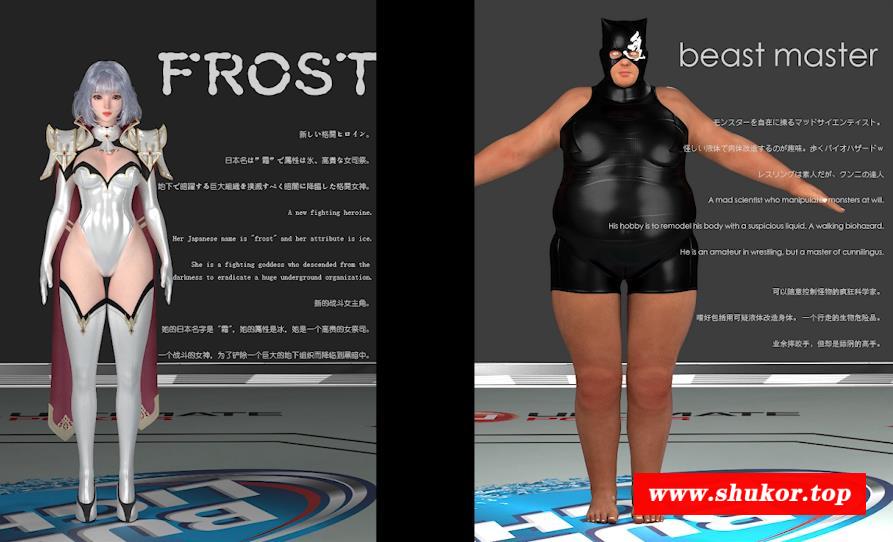 FROST
新しい格闘ヒロイン。
日本名は"霜"で属性は氷、高貴な女司祭。
地下で暗躍する巨大組織を撲滅すべく暗闇に降臨した格闘女神。
A new fighting heroine.
Her Japanese name is "frost" and her attribute is ice.
She is a fighting goddess who descended from the
darkness to eradicate a huge underground organization.
新的战斗女主角。
她的日本名字是"霜"，她的属性是冰，她是一个高贵的女祭司。
一个战斗的女神，为了铲除一个巨大的地下组织而降临到黑暗中。
beast master
モンスターを自在に操るマッドサイエンティスト。
怪しい液体で肉体改造するのが趣味。歩くバイオハザードw
レスリングは素人だが、クン二の達人
A mad scientist who manipulates monsters at will.
His hobby is to remodel his body with a suspicious liquid. A walking biohazard.
He is an amateur in wrestling, but a master of cunnilingus.
可以随意控制怪物的疯狂科学家。
嗜好包括用可疑液体改造身体。一个行走的生物危险品。
业余摔跤手，但却是舔阴的高手。
ULTIMATE
www.shukor.top